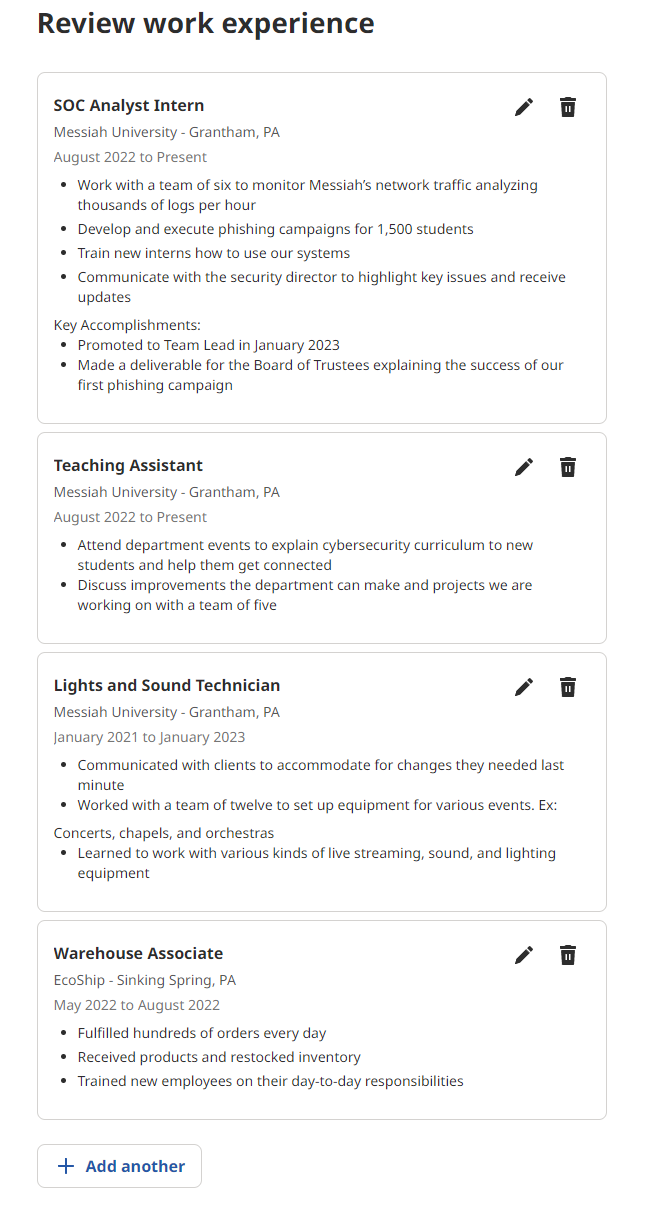 Review work experience
SOC Analyst Intern
Messiah University - Grantham, PA
August 2022 to Present
• Work with a team of six to monitor Messiah’s network traffic analyzing
thousands of logs per hour
• Develop and execute phishing campaigns for 1,500 students
• Train new interns how to use our systems
• Communicate with the security director to highlight key issues and receive
updates
Key Accomplishments:
• Promoted to Team Lead in January 2023
• Made a deliverable for the Board of Trustees explaining the success of our
first phishing campaign
Teaching Assistant
Messiah University - Grantham, PA
August 2022 to Present
• Attend department events to explain cybersecurity curriculum to new
students and help them get connected
• Discuss improvements the department can make and projects we are
working on with a team of five
Lights and Sound Technician
Messiah University - Grantham, PA
January 2021 to January 2023
• Communicated with clients to accommodate for changes they needed last
minute
• Worked with a team of twelve to set up equipment for various events. Ex:
Concerts, chapels, and orchestras
• Learned to work with various kinds of live streaming, sound, and lighting
equipment
Warehouse Associate
EcoShip - Sinking Spring, PA
May 2022 to August 2022
• Fulfilled hundreds of orders every day
• Received products and restocked inventory
• Trained new employees on their day-to-day responsibilities
+ Add another